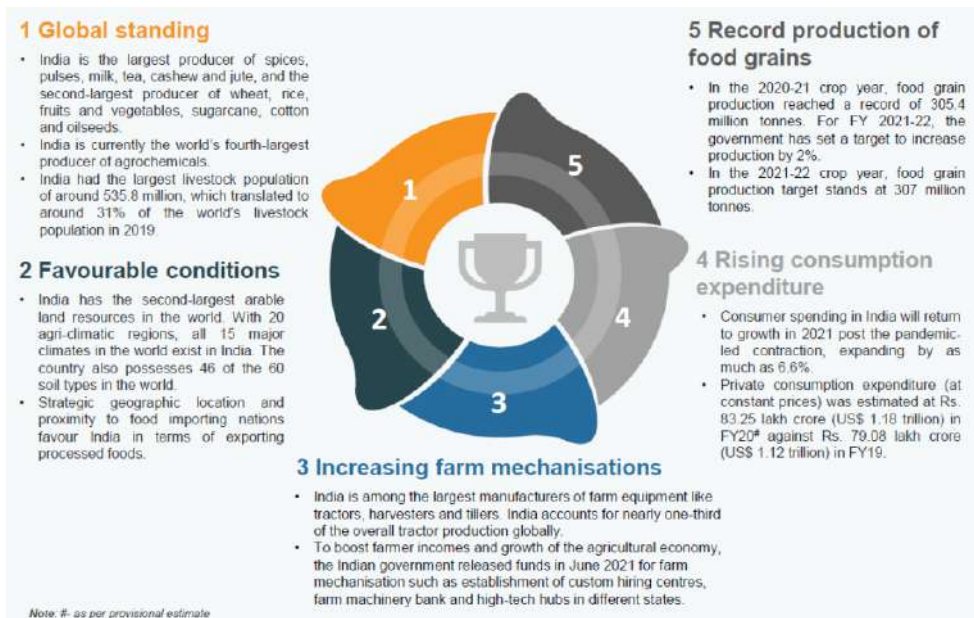 1 Global standing
• India is the largest producer of spices,
pulses, milk, tea, cashew and jute, and the
second-largest producer of wheat, rice,
fruits and vegetables, sugarcane, cotton
and oilseeds.
• India is currently the world's fourth-largest
producer of agrochemicals.
• India had the largest livestock population
of around 535.8 million, which translated to
around 31% of the world's livestock
population in 2019.
2 Favourable conditions
• India has the second-largest arable
land resources in the world. With 20
agri-climatic regions, all 15 major
climates in the world exist in India. The
country also possesses 46 of the 60
soil types in the world.
• Strategic geographic location and
proximity to food importing nations
favour India in terms of exporting
processed foods.
1
2
3
4
5
3 Increasing farm mechanisations
• India is among the largest manufacturers of farm equipment like
tractors, harvesters and tillers. India accounts for nearly one-third
of the overall tractor production globally.
• To boost farmer incomes and growth of the agricultural economy,
the Indian government released funds in June 2021 for farm
mechanisation such as establishment of custom hiring centres,
farm machinery bank and high-tech hubs in different states.
5 Record production of
food grains
• In the 2020-21 crop year, food grain
production reached a record of 305.4
million tonnes. For FY 2021-22, the
government has set a target to increase
production by 2%.
• In the 2021-22 crop year, food grain
production target stands at 307 million
tonnes.
4 Rising consumption
expenditure
• Consumer spending in India will return
to growth in 2021 post the pandemic-
led contraction, expanding by as
much as 6.6%.
• Private consumption expenditure (at
constant prices) was estimated at Rs.
83.25 lakh crore (US$ 1.18 trillion) in
FY20# against Rs. 79.08 lakh crore
(US$ 1.12 trillion) in FY19.
Note: #- as per provisional estimate